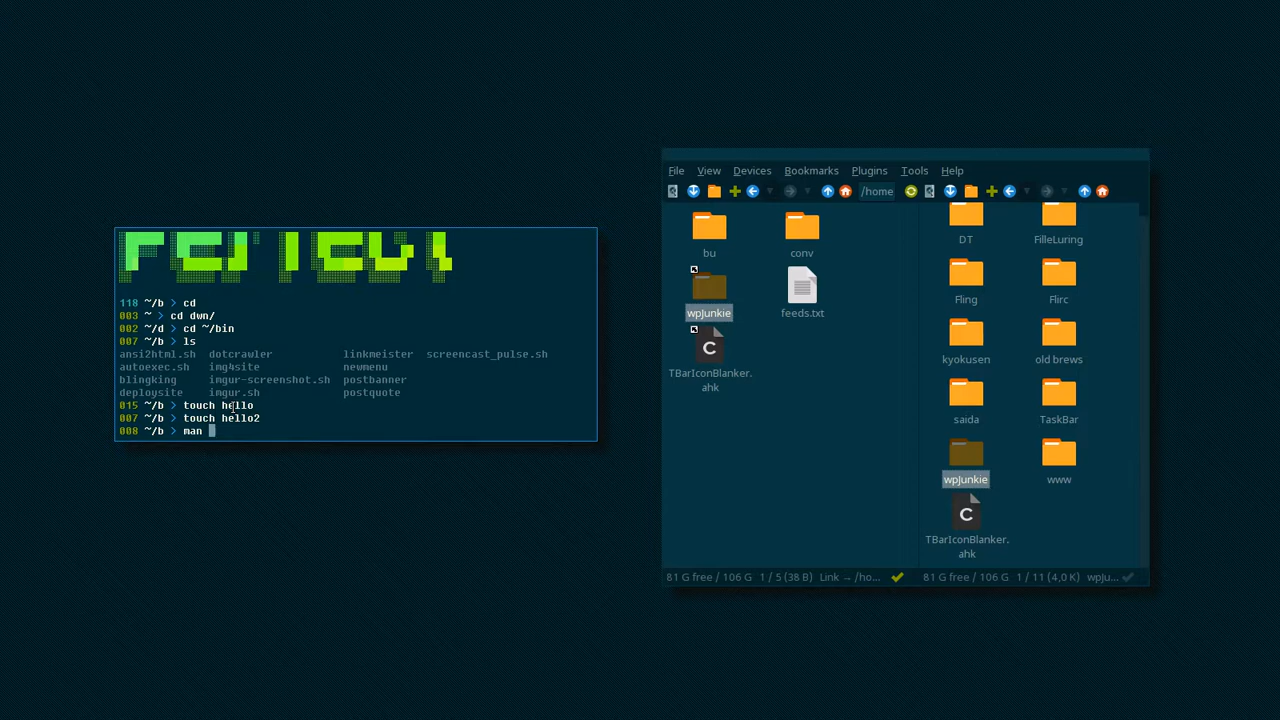 118 ~/b > cd
003 ~ > cd dwn/
002 ~/d > cd ~/bin
007 ~/b > ls
ansi2html.sh dotcrawler linkmeister screencast_pulse.sh
autoexec.sh img4site newmenu
blingking imgur-screenshot.sh postbanner
deploysite imgur.sh postquote
015 ~/b > touch hello
007 ~/b > touch hello2
008 ~/b > man
File View Devices Bookmarks Plugins Tools Help
/home
bu conv
wpJunkie feeds.txt
C
TBarIconBlanker.
ahk
DT FilleLuring
Fling Flirc
kyokusen old brews
saida TaskBar
wpJunkie www
C
TBarIconBlanker.
ahk
81 G free / 106 G 1 / 5 (38 B) Link → /ho...
81 G free / 106 G 1 / 11 (4,0 K) wpJu...